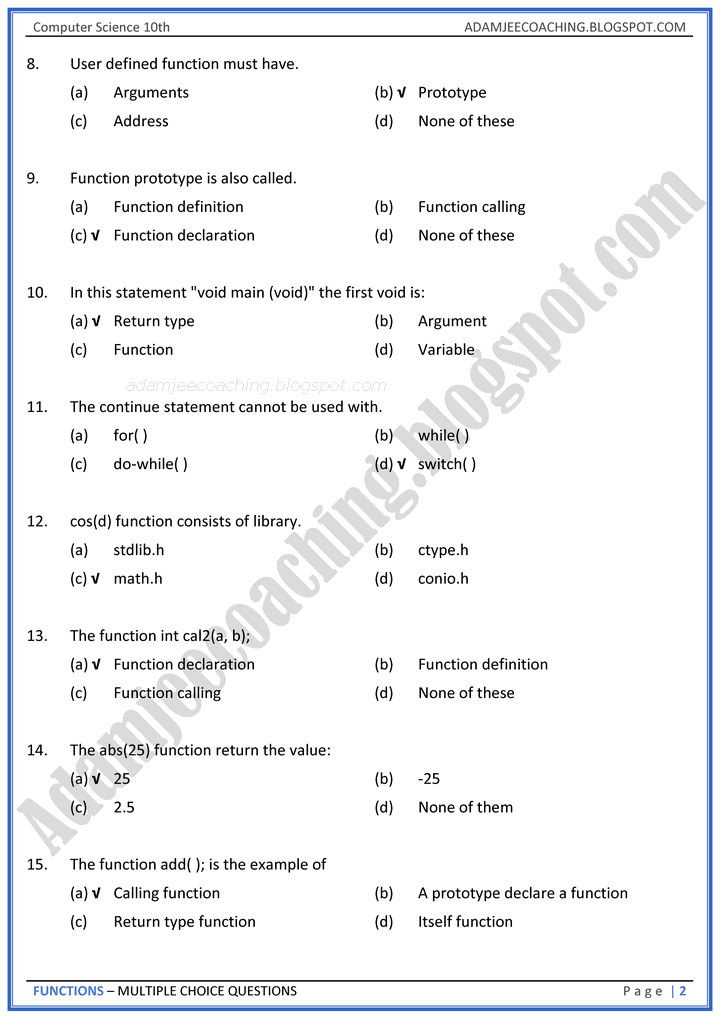 Computer Science 10th ADAMJEECOACHING.BLOGSPOT.COM
8. User defined function must have.
(a) Arguments (b) √ Prototype
(c) Address (d) None of these
9. Function prototype is also called.
(a) Function definition (b) Function calling
(c) √ Function declaration (d) None of these
10. In this statement "void main (void)" the first void is:
(a) √ Return type (b) Argument
(c) Function (d) Variable
adamjeecoaching.blogspot.com
11. The continue statement cannot be used with.
(a) for( ) (b) while( )
(c) do-while( ) (d) √ switch( )
12. cos(d) function consists of library.
(a) stdlib.h (b) ctype.h
(c) √ math.h (d) conio.h
13. The function int cal2(a, b);
(a) √ Function declaration (b) Function definition
(c) Function calling (d) None of these
14. The abs(25) function return the value:
(a) √ 25 (b) -25
(c) 2.5 (d) None of them
15. The function add( ); is the example of
(a) √ Calling function (b) A prototype declare a function
(c) Return type function (d) Itself function
Adamjeecoaching.blogspot.com
FUNCTIONS – MULTIPLE CHOICE QUESTIONS Page | 2